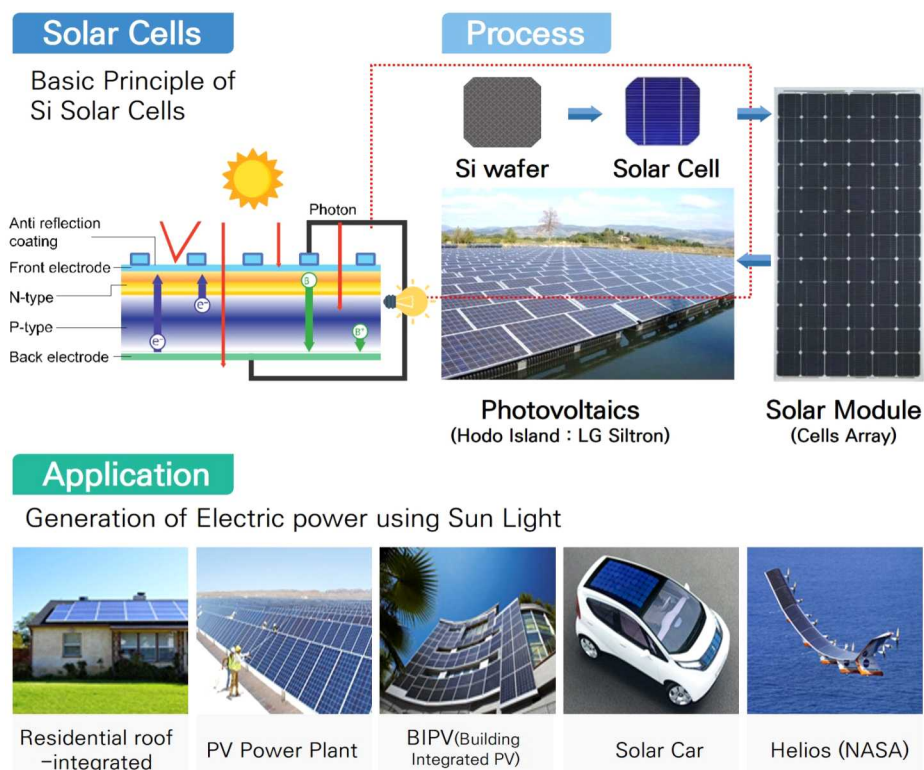 Solar Cells
Basic Principle of
Si Solar Cells
Photon
Anti reflection
coating
Front electrode
N-type
P-type
Back electrode
e⁻
e⁻
Process
Si wafer
Solar Cell
Photovoltaics
(Hodo Island : LG Siltron)
Solar Module
(Cells Array)
Application
Generation of Electric power using Sun Light
Residential roof
-integrated
PV Power Plant
BIPV(Building
Integrated PV)
Solar Car
Helios (NASA)